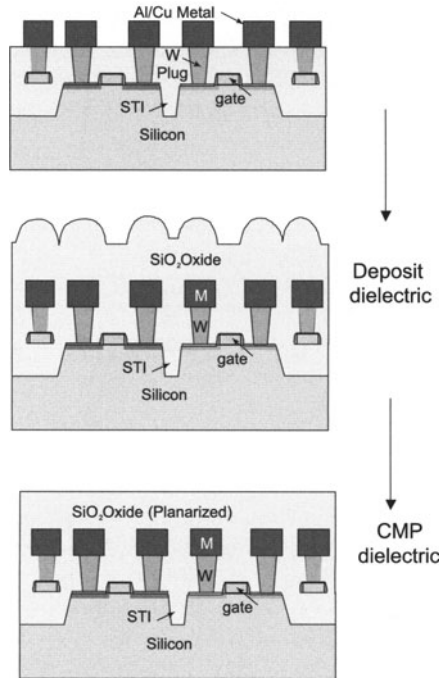 Al/Cu Metal
W
Plug
STI
gate
Silicon
SiO₂Oxide
Deposit
dielectric
M
W
STI
gate
Silicon
SiO₂Oxide (Planarized)
CMP
dielectric
M
W
gate
STI
Silicon